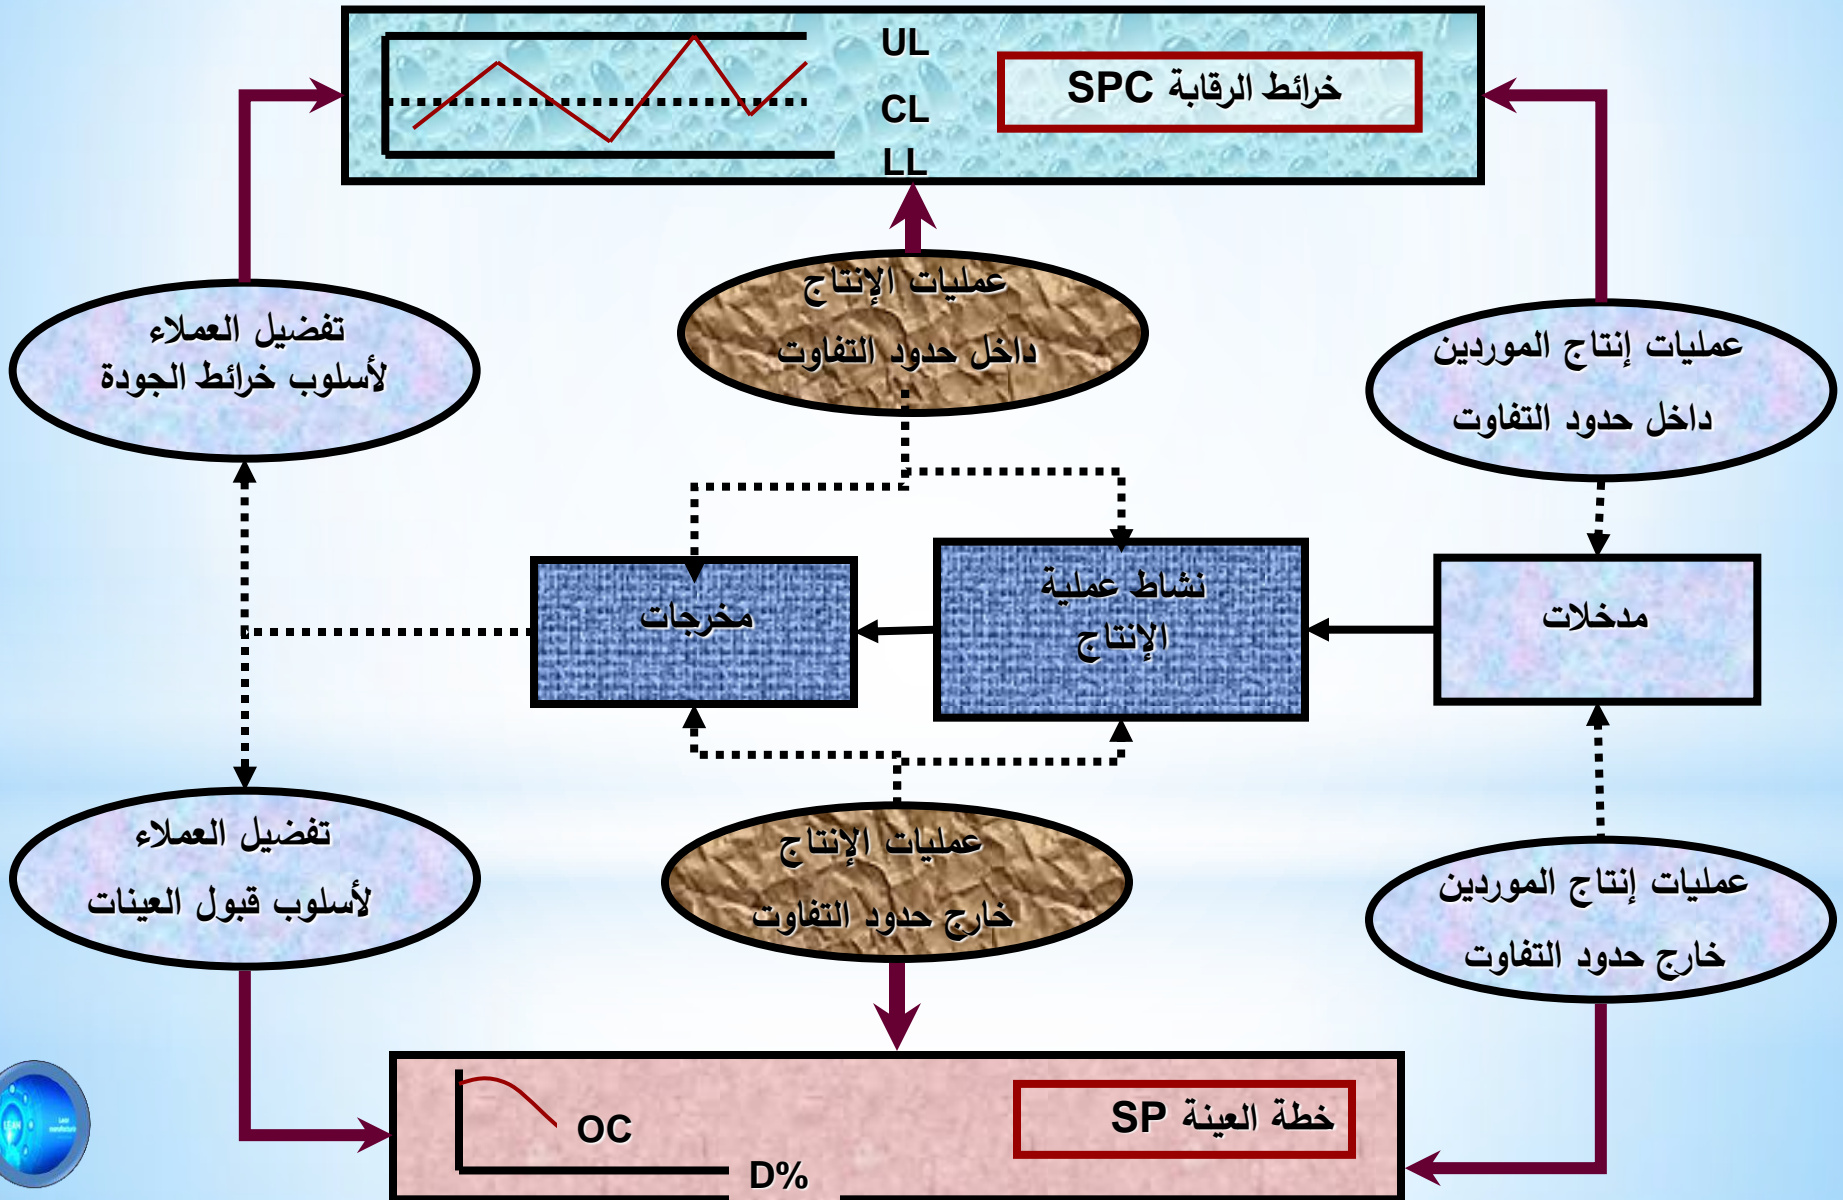 UL
خرائط الرقابة SPC
CL
LL
عمليات الإنتاج
داخل حدود التفاوت
تفضيل العملاء
لأسلوب خرائط الجودة
عمليات إنتاج الموردين
داخل حدود التفاوت
مدخلات
نشاط عملية
الإنتاج
مخرجات
تفضيل العملاء
لأسلوب قبول العينات
عمليات الإنتاج
خارج حدود التفاوت
عمليات إنتاج الموردين
خارج حدود التفاوت
خطة العينة SP
OC
D%